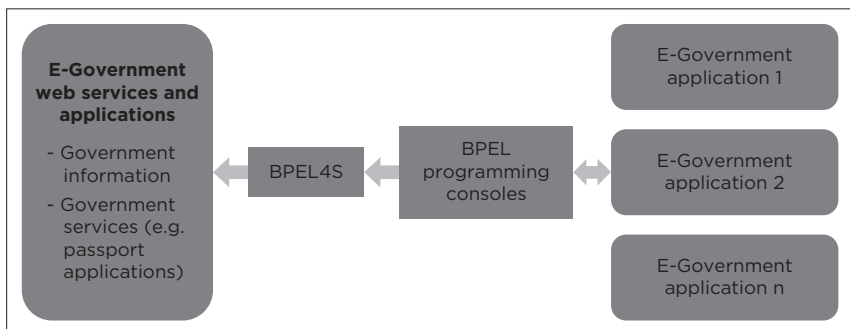 E-Government
web services and
applications
- Government
information
- Government
services (e.g.
passport
applications)
BPEL4S
BPEL
programming
consoles
E-Government
application 1
E-Government
application 2
E-Government
application n